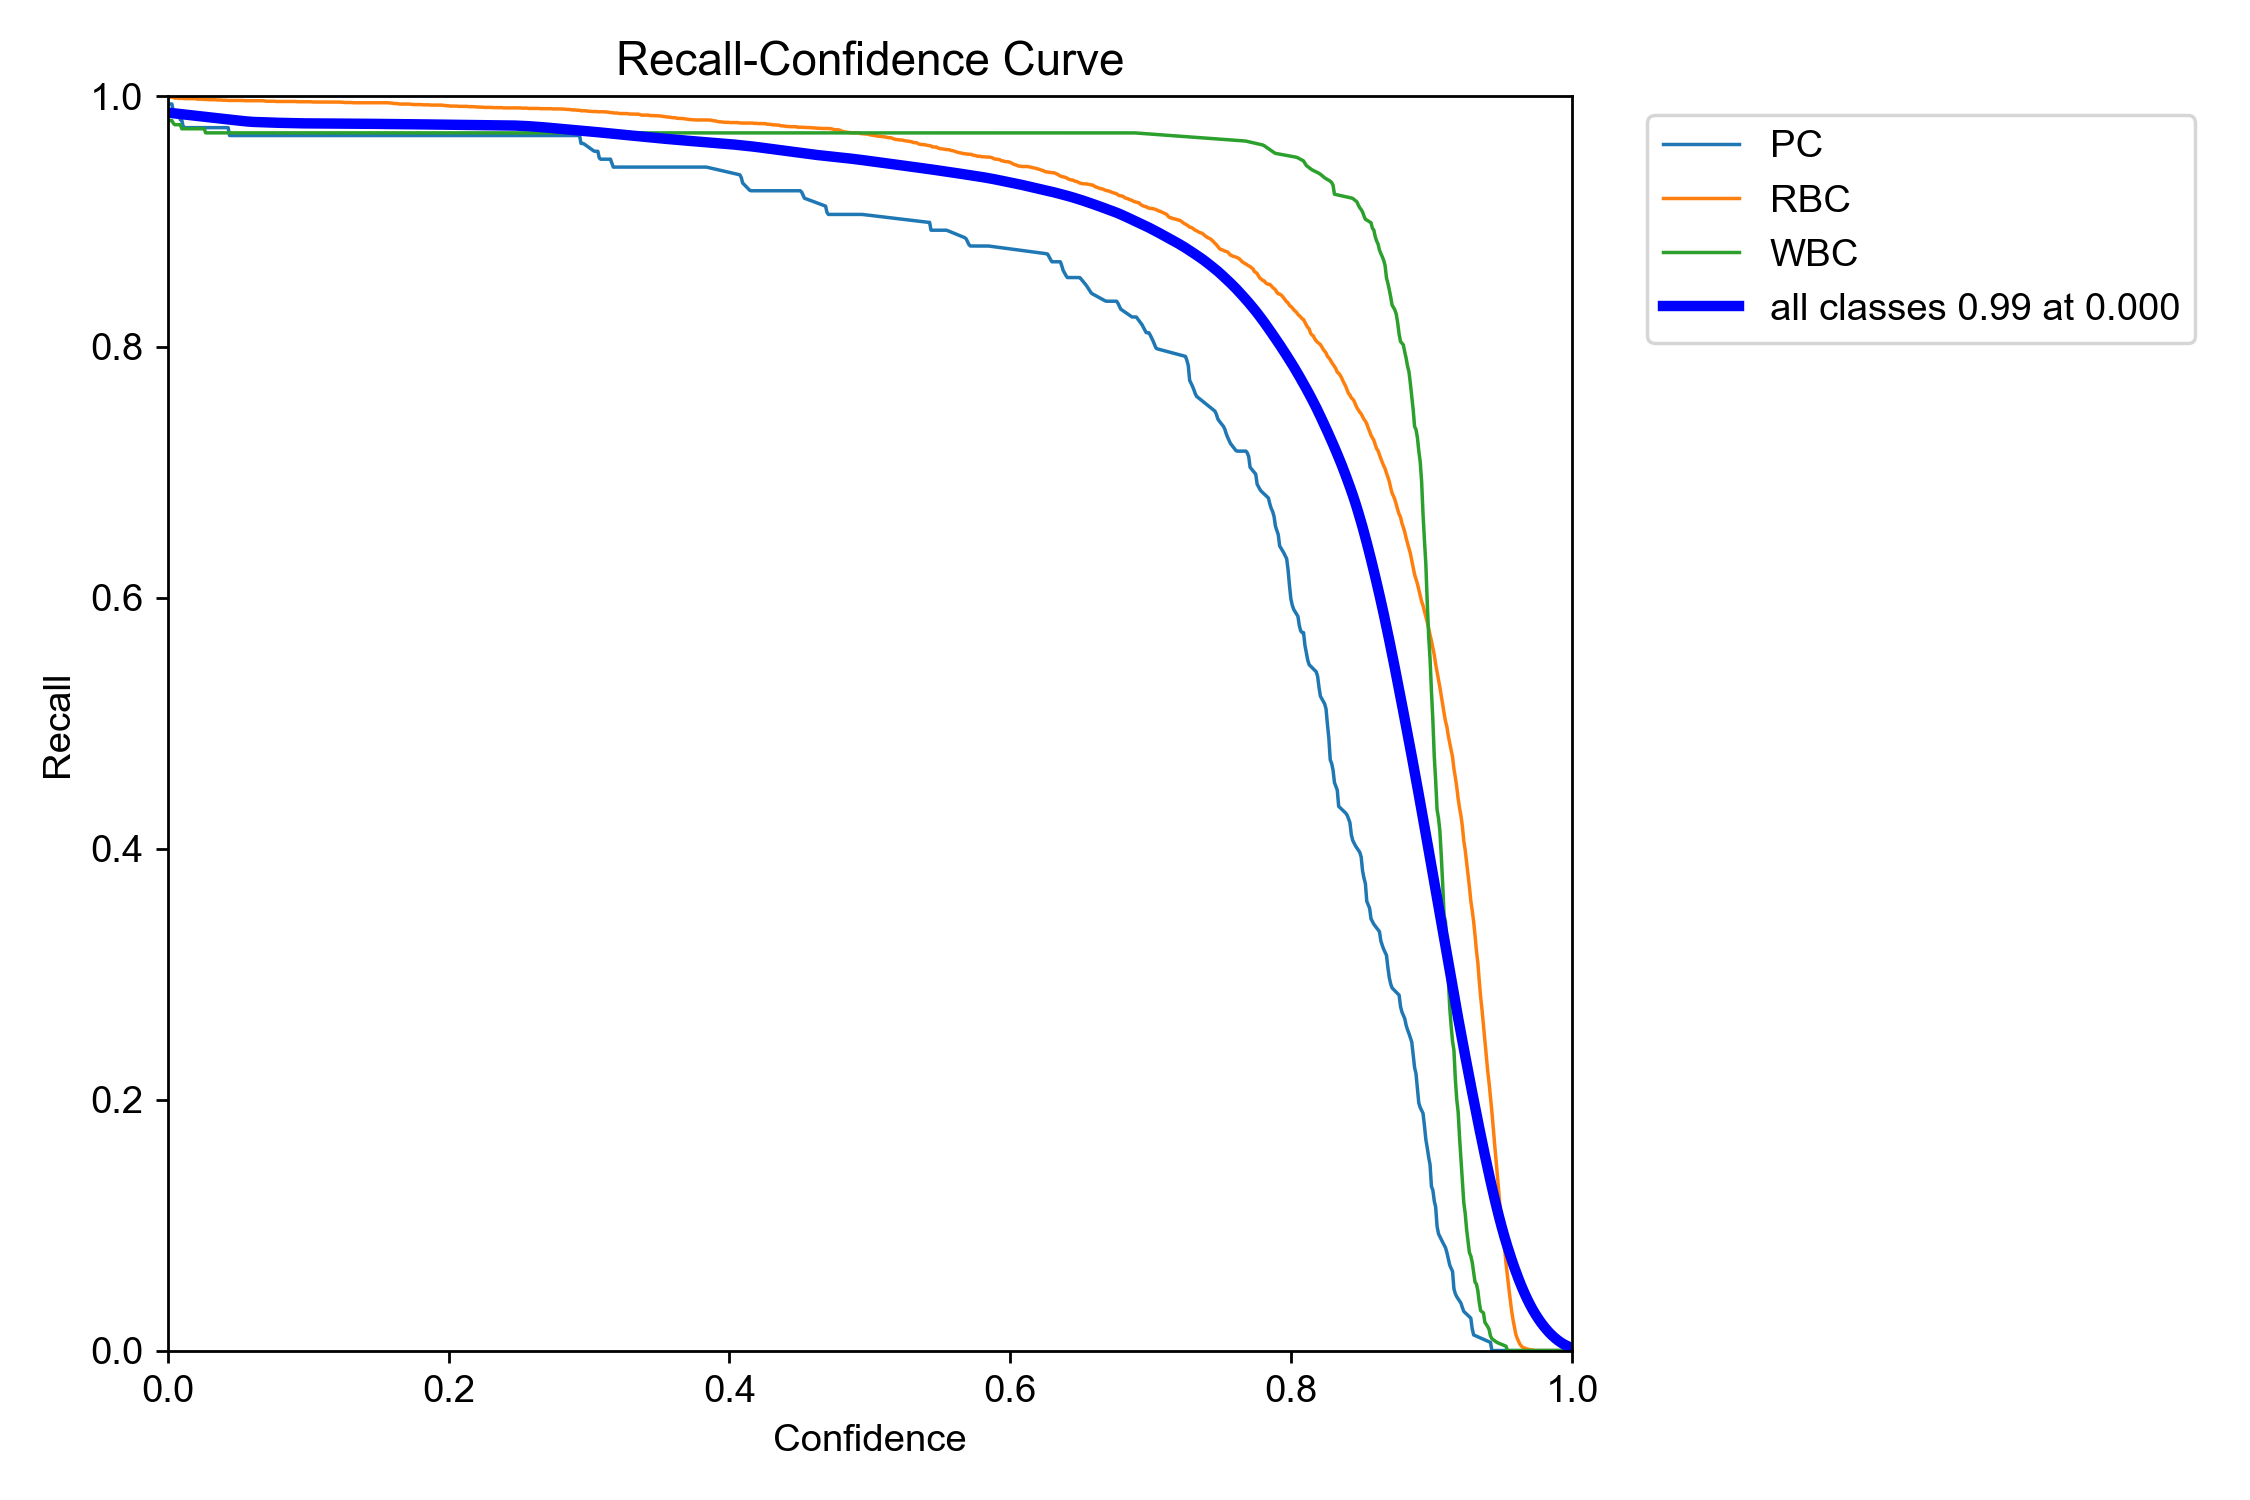 Recall-Confidence Curve
1.0
0.8
0.6
0.4
0.2
0.0
Recall
0.0 0.2 0.4 0.6 0.8 1.0
Confidence
PC
RBC
WBC
all classes 0.99 at 0.000